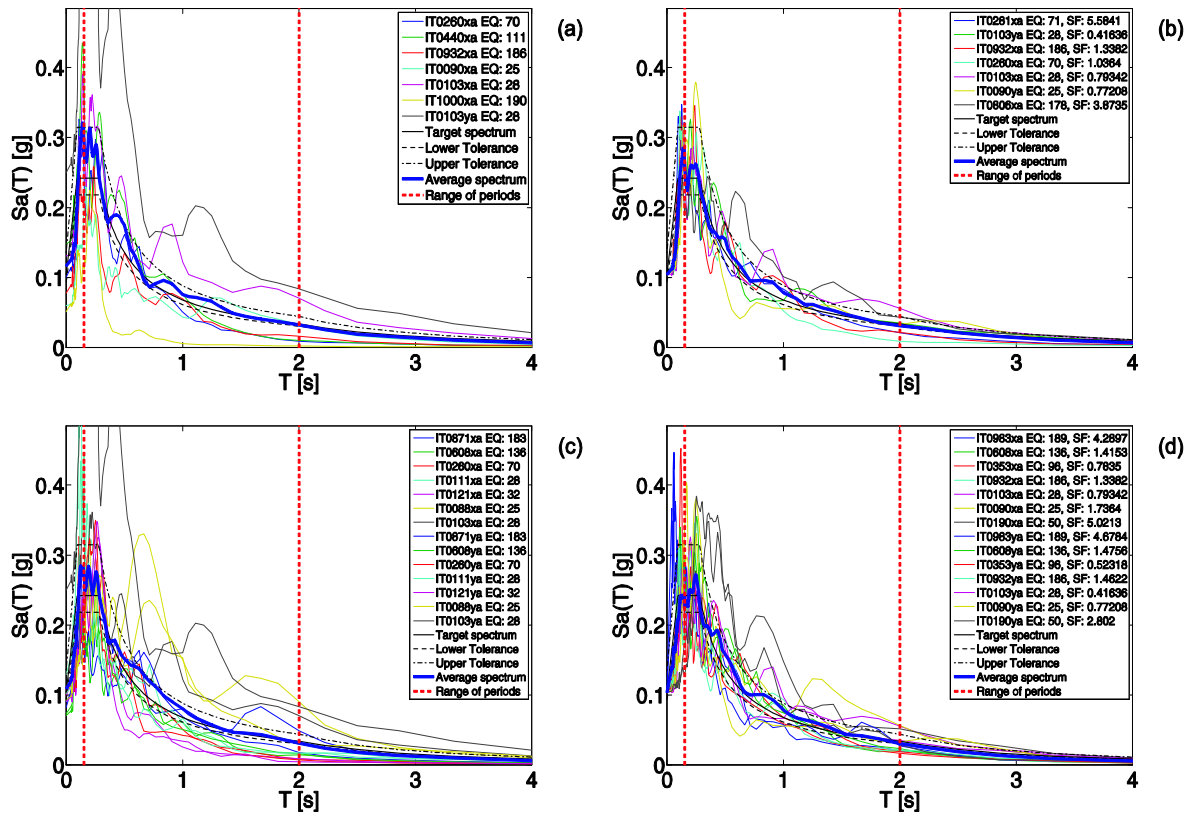 (a)
Sa(T) [g]
0.4
0.3
0.2
0.1
0
0 1 2 3 4
T [s]
IT0260xa EQ: 70
IT0440xa EQ: 111
IT0932xa EQ: 186
IT0090xa EQ: 25
IT0103xa EQ: 28
IT1000xa EQ: 190
IT0103ya EQ: 28
Target spectrum
Lower Tolerance
Upper Tolerance
Average spectrum
Range of periods
(b)
Sa(T) [g]
0.4
0.3
0.2
0.1
0
0 1 2 3 4
T [s]
IT0281xa EQ: 71, SF: 5.5841
IT0103ya EQ: 28, SF: 0.41636
IT0932xa EQ: 186, SF: 1.3382
IT0260xa EQ: 70, SF: 1.0364
IT0103xa EQ: 28, SF: 0.79342
IT0090ya EQ: 25, SF: 0.77208
IT0806xa EQ: 178, SF: 3.8735
Target spectrum
Lower Tolerance
Upper Tolerance
Average spectrum
Range of periods
(c)
Sa(T) [g]
0.4
0.3
0.2
0.1
0
0 1 2 3 4
T [s]
IT0871xa EQ: 183
IT0608xa EQ: 136
IT0260xa EQ: 70
IT0111xa EQ: 28
IT0121xa EQ: 32
IT0088xa EQ: 25
IT0103xa EQ: 28
IT0871ya EQ: 183
IT0608ya EQ: 136
IT0260ya EQ: 70
IT0111ya EQ: 28
IT0121ya EQ: 32
IT0088ya EQ: 25
IT0103ya EQ: 28
Target spectrum
Lower Tolerance
Upper Tolerance
Average spectrum
Range of periods
(d)
Sa(T) [g]
0.4
0.3
0.2
0.1
0
0 1 2 3 4
T [s]
IT0963xa EQ: 189, SF: 4.2897
IT0608xa EQ: 136, SF: 1.4153
IT0353xa EQ: 96, SF: 0.7835
IT0932xa EQ: 186, SF: 1.3382
IT0103xa EQ: 28, SF: 0.79342
IT0090xa EQ: 25, SF: 1.7364
IT0190xa EQ: 50, SF: 5.0213
IT0963ya EQ: 189, SF: 4.6784
IT0608ya EQ: 136, SF: 1.4756
IT0353ya EQ: 96, SF: 0.52318
IT0932ya EQ: 186, SF: 1.4622
IT0103ya EQ: 28, SF: 0.41636
IT0090ya EQ: 25, SF: 0.77208
IT0190ya EQ: 50, SF: 2.802
Target spectrum
Lower Tolerance
Upper Tolerance
Average spectrum
Range of periods